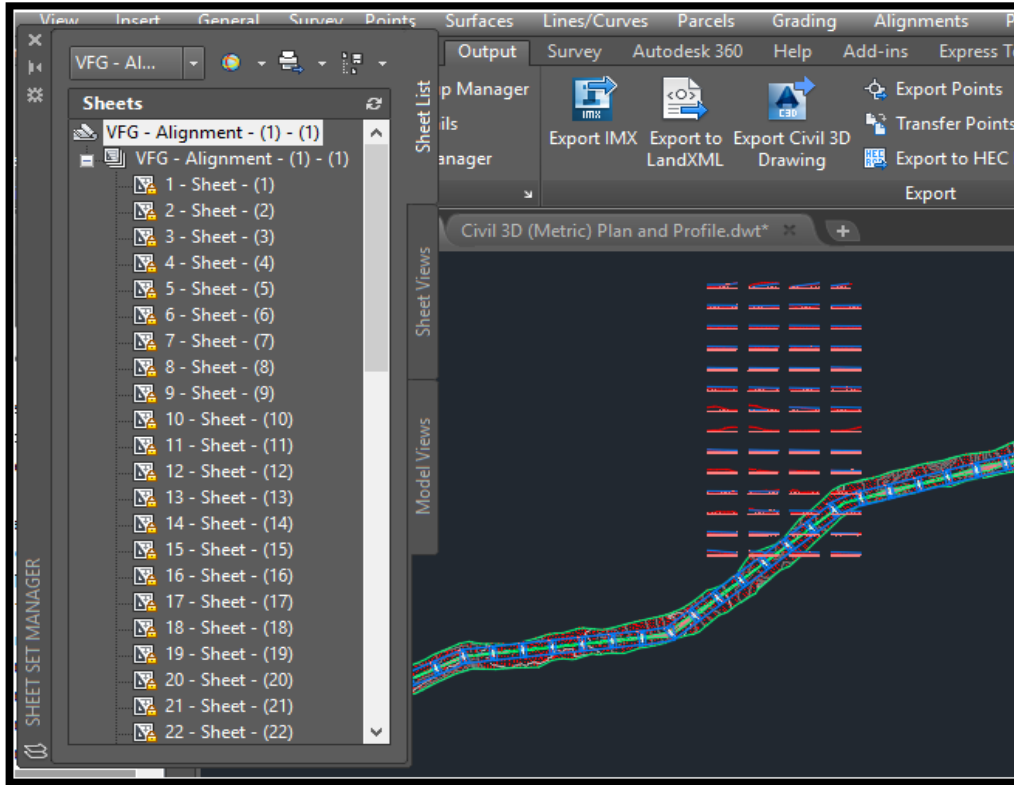 View Insert General Survey Points Surfaces Lines/Curves Parcels Grading Alignments
Output Survey Autodesk 360 Help Add-ins Express
VFG - Al...
Sheets
VFG - Alignment - (1) - (1)
VFG - Alignment - (1) - (1)
1 - Sheet - (1)
2 - Sheet - (2)
3 - Sheet - (3)
4 - Sheet - (4)
5 - Sheet - (5)
6 - Sheet - (6)
7 - Sheet - (7)
8 - Sheet - (8)
9 - Sheet - (9)
10 - Sheet - (10)
11 - Sheet - (11)
12 - Sheet - (12)
13 - Sheet - (13)
14 - Sheet - (14)
15 - Sheet - (15)
16 - Sheet - (16)
17 - Sheet - (17)
18 - Sheet - (18)
19 - Sheet - (19)
20 - Sheet - (20)
21 - Sheet - (21)
22 - Sheet - (22)
SHEET SET MANAGER
Sheet List
Sheet Views
Model Views
p Manager
ils
anager
IMX
Export IMX
Export to
LandXML
C3D
Export Civil 3D
Drawing
Export Points
Transfer Points
HEC
RAS
Export to HEC
Export
Civil 3D (Metric) Plan and Profile.dwt*